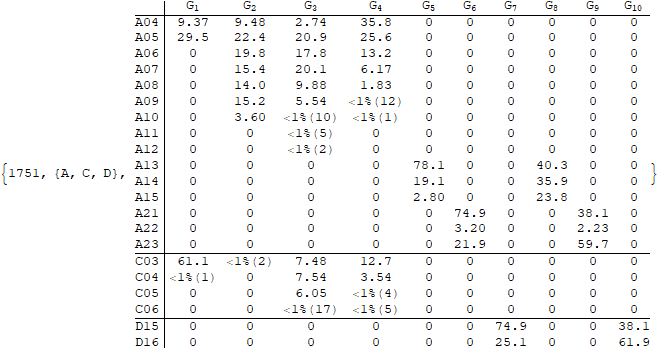 G1 G2 G3 G4 G5 G6 G7 G8 G9 G10
A04 9.37 9.48 2.74 35.8 0 0 0 0 0 0
A05 29.5 22.4 20.9 25.6 0 0 0 0 0 0
A06 0 19.8 17.8 13.2 0 0 0 0 0 0
A07 0 15.4 20.1 6.17 0 0 0 0 0 0
A08 0 14.0 9.88 1.83 0 0 0 0 0 0
A09 0 15.2 5.54 <1%(12) 0 0 0 0 0 0
A10 0 3.60 <1%(10) <1%(1) 0 0 0 0 0 0
A11 0 0 <1%(5) 0 0 0 0 0 0 0
A12 0 0 <1%(2) 0 0 0 0 0 0 0
A13 0 0 0 0 78.1 0 0 40.3 0 0
{1751, {A, C, D}, A14 0 0 0 0 19.1 0 0 35.9 0 0 }
A15 0 0 0 0 2.80 0 0 23.8 0 0
A21 0 0 0 0 0 74.9 0 0 38.1 0
A22 0 0 0 0 0 3.20 0 0 2.23 0
A23 0 0 0 0 0 21.9 0 0 59.7 0
C03 61.1 <1%(2) 7.48 12.7 0 0 0 0 0 0
C04 <1%(1) 0 7.54 3.54 0 0 0 0 0 0
C05 0 0 6.05 <1%(4) 0 0 0 0 0 0
C06 0 0 <1%(17) <1%(5) 0 0 0 0 0 0
D15 0 0 0 0 0 0 74.9 0 0 38.1
D16 0 0 0 0 0 0 25.1 0 0 61.9